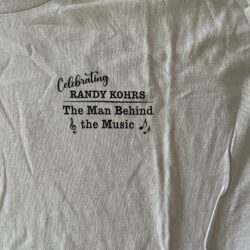 Celebrating
RANDY KOHRS
The Man Behind
the Music